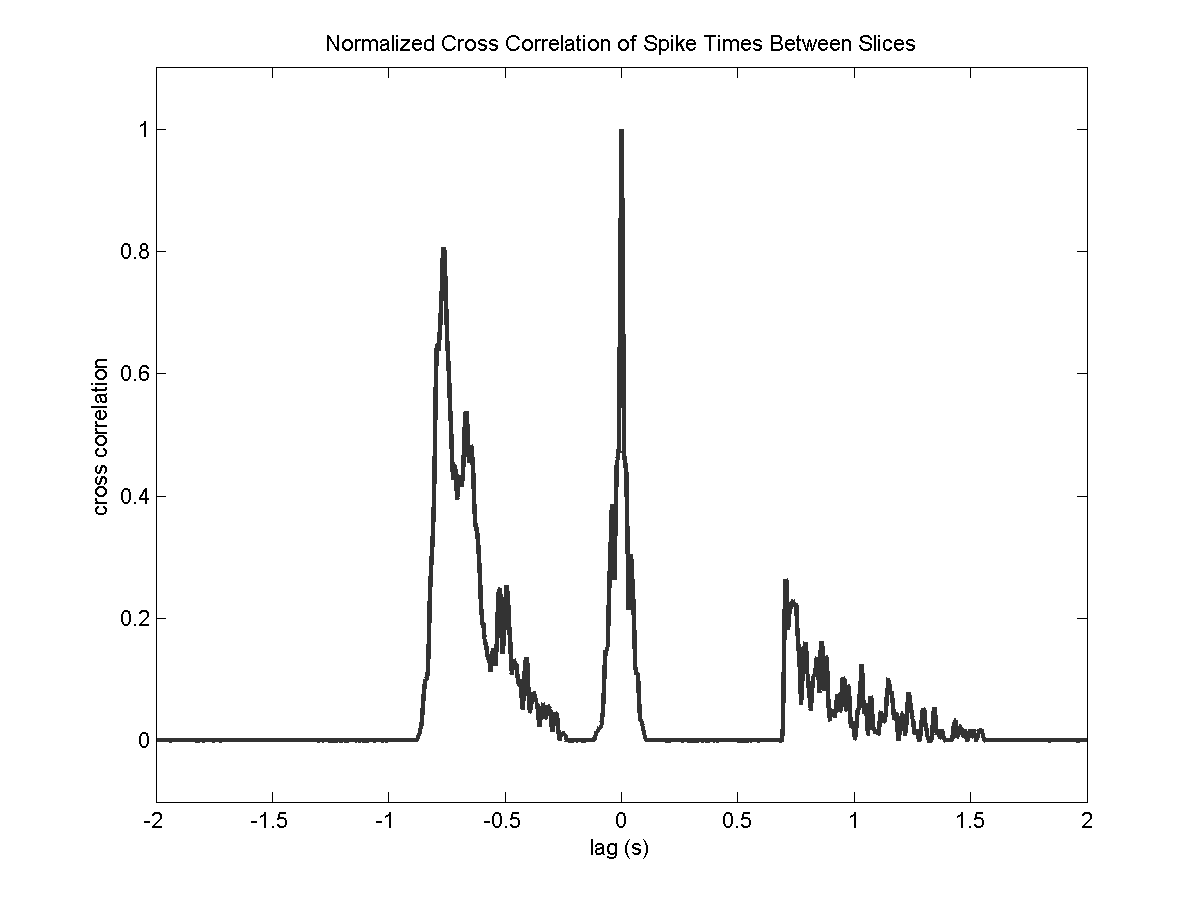 Normalized Cross Correlation of Spike Times Between Slices
1
0.8
0.6
0.4
0.2
0
cross correlation
-2 -1.5 -1 -0.5 0 0.5 1 1.5 2
lag (s)